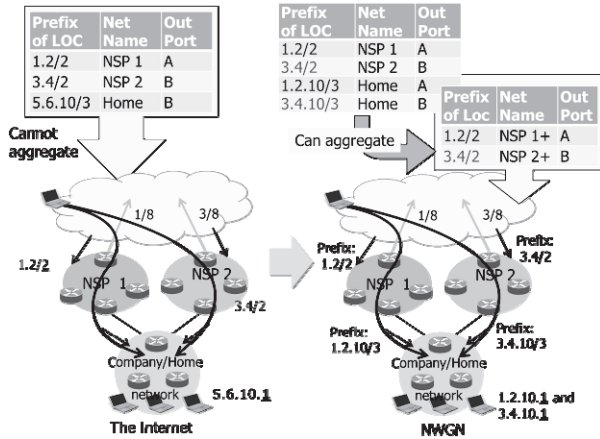 Prefix of LOC Net Name Out Port
1.2/2 NSP 1 A
3.4/2 NSP 2 B
5.6.10/3 Home B
Cannot
aggregate
1/8
3/8
1.2/2
NSP 1
NSP 2
3.4/2
Company/Home
network
5.6.10.1
The Internet
Prefix of LOC Net Name Out Port
1.2/2 NSP 1 A
3.4/2 NSP 2 B
1.2.10/3 Home A
3.4.10/3 Home B
Can aggregate
Prefix of Loc Net Name Out Port
1.2/2 NSP 1+ A
3.4/2 NSP 2+ B
1/8
3/8
Prefix:
1.2/2
Prefix:
3.4/2
NSP 1
NSP 2
Prefix:
1.2.10/3
Prefix:
3.4.10/3
Company/Home
network
1.2.10.1 and
3.4.10.1
NWGN